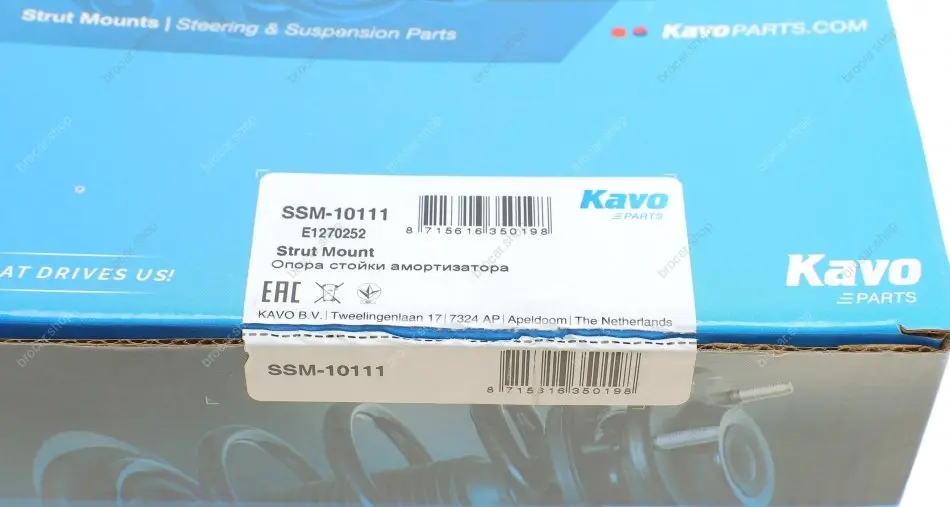 Strut Mounts | Steering & Suspension Parts
KavoPARTS.COM
SSM-10111
E1270252
8 715616 350198
Kavo
PARTS
Strut Mount
Опора стойки амортизатора
EAC
KAVO B.V. | Tweelingenlaan 17 | 7324 AP | Apeldoorn | The Netherlands
AT DRIVES US!
Kavo
PARTS
SSM-10111
8 715616 350198
brocar.shop